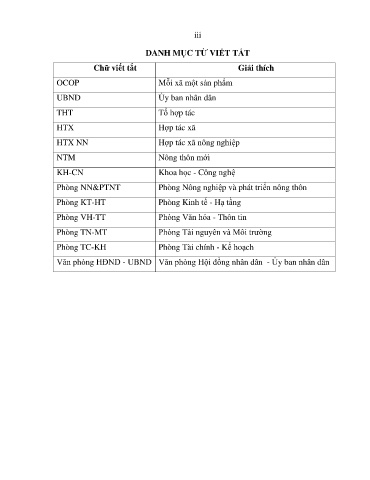 iii
DANH MỤC TỪ VIẾT TẮT
Chữ viết tắt Giải thích
OCOP Mỗi xã một sản phẩm
UBND Ủy ban nhân dân
THT Tổ hợp tác
HTX Hợp tác xã
HTX NN Hợp tác xã nông nghiệp
NTM Nông thôn mới
KH-CN Khoa học - Công nghệ
Phòng NN&PTNT Phòng Nông nghiệp và phát triển nông thôn
Phòng KT-HT Phòng Kinh tế - Hạ tầng
Phòng VH-TT Phòng Văn hóa - Thôn tin
Phòng TN-MT Phòng Tài nguyên và Môi trường
Phòng TC-KH Phòng Tài chính - Kế hoạch
Văn phòng HĐND - UBND Văn phòng Hội đồng nhân dân - Ủy ban nhân dân